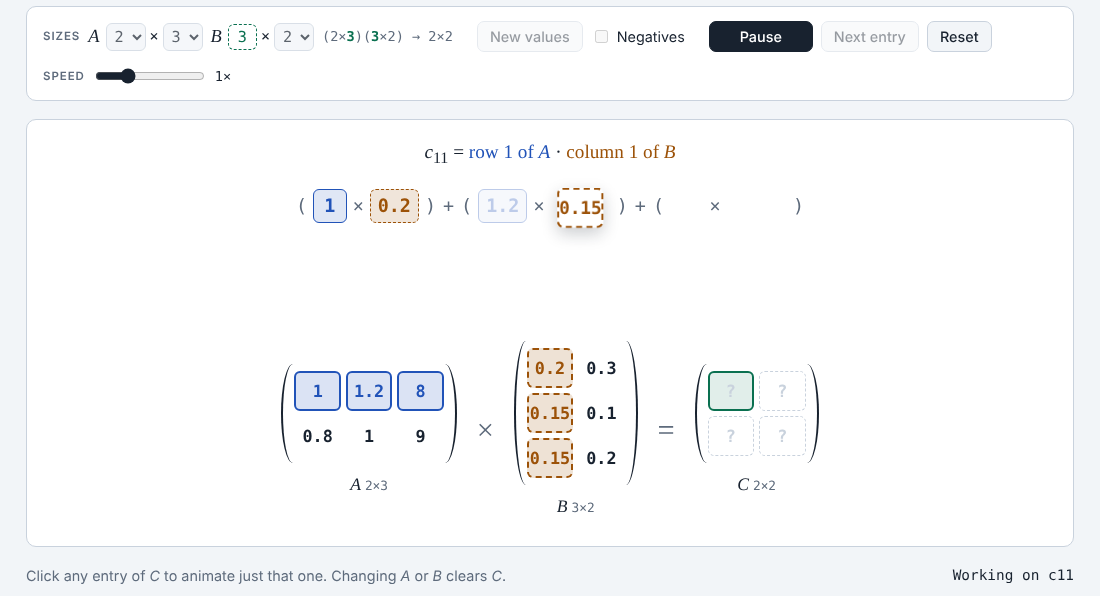 SIZES A 2 × 3 B 3 × 2 (2×3)(3×2) → 2×2 New values Negatives Pause Next entry Reset
SPEED 1×
c11 = row 1 of A · column 1 of B
( 1 × 0.2 ) + ( 1.2 × 0.15 ) + ( × )
1 1.2 8
0.8 1 9
A 2×3
×
0.2 0.3
0.15 0.1
0.15 0.2
B 3×2
=
? ?
? ?
C 2×2
Click any entry of C to animate just that one. Changing A or B clears C.
Working on c11